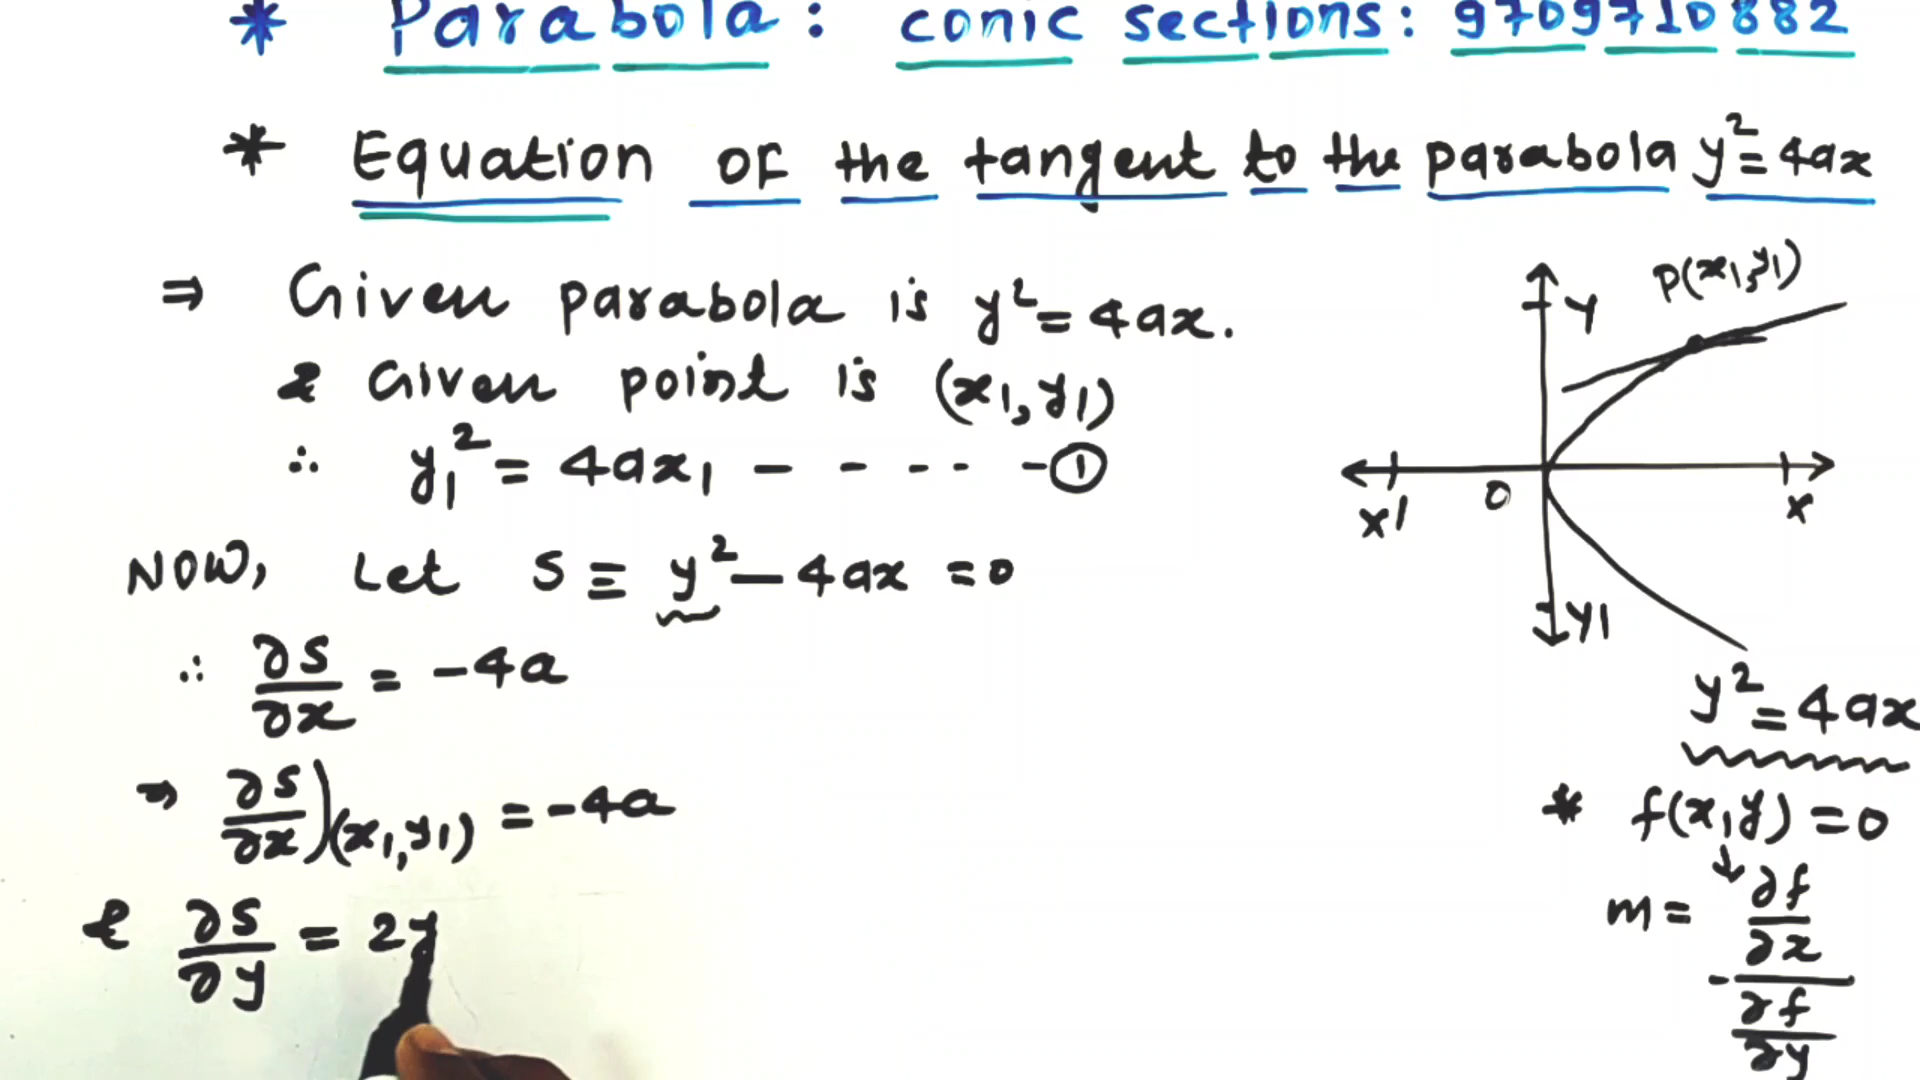 * Parabola : conic sections : 9709710882
* Equation of the tangent to the parabola y² = 4ax
⇒ Given parabola is y² = 4ax.
& Given point is (x₁, y₁)
∴ y₁² = 4ax₁ - - - - - ①
NOW, Let S ≡ y² - 4ax = 0
∴ ∂S/∂x = -4a
⇒ ∂S/∂x)(x₁, y₁) = -4a
& ∂S/∂y = 2y
P(x₁, y₁)
Y
X'
O
X
Y1
y² = 4ax
* f(x, y) = 0
↓
m = - ∂f/∂x / ∂f/∂y